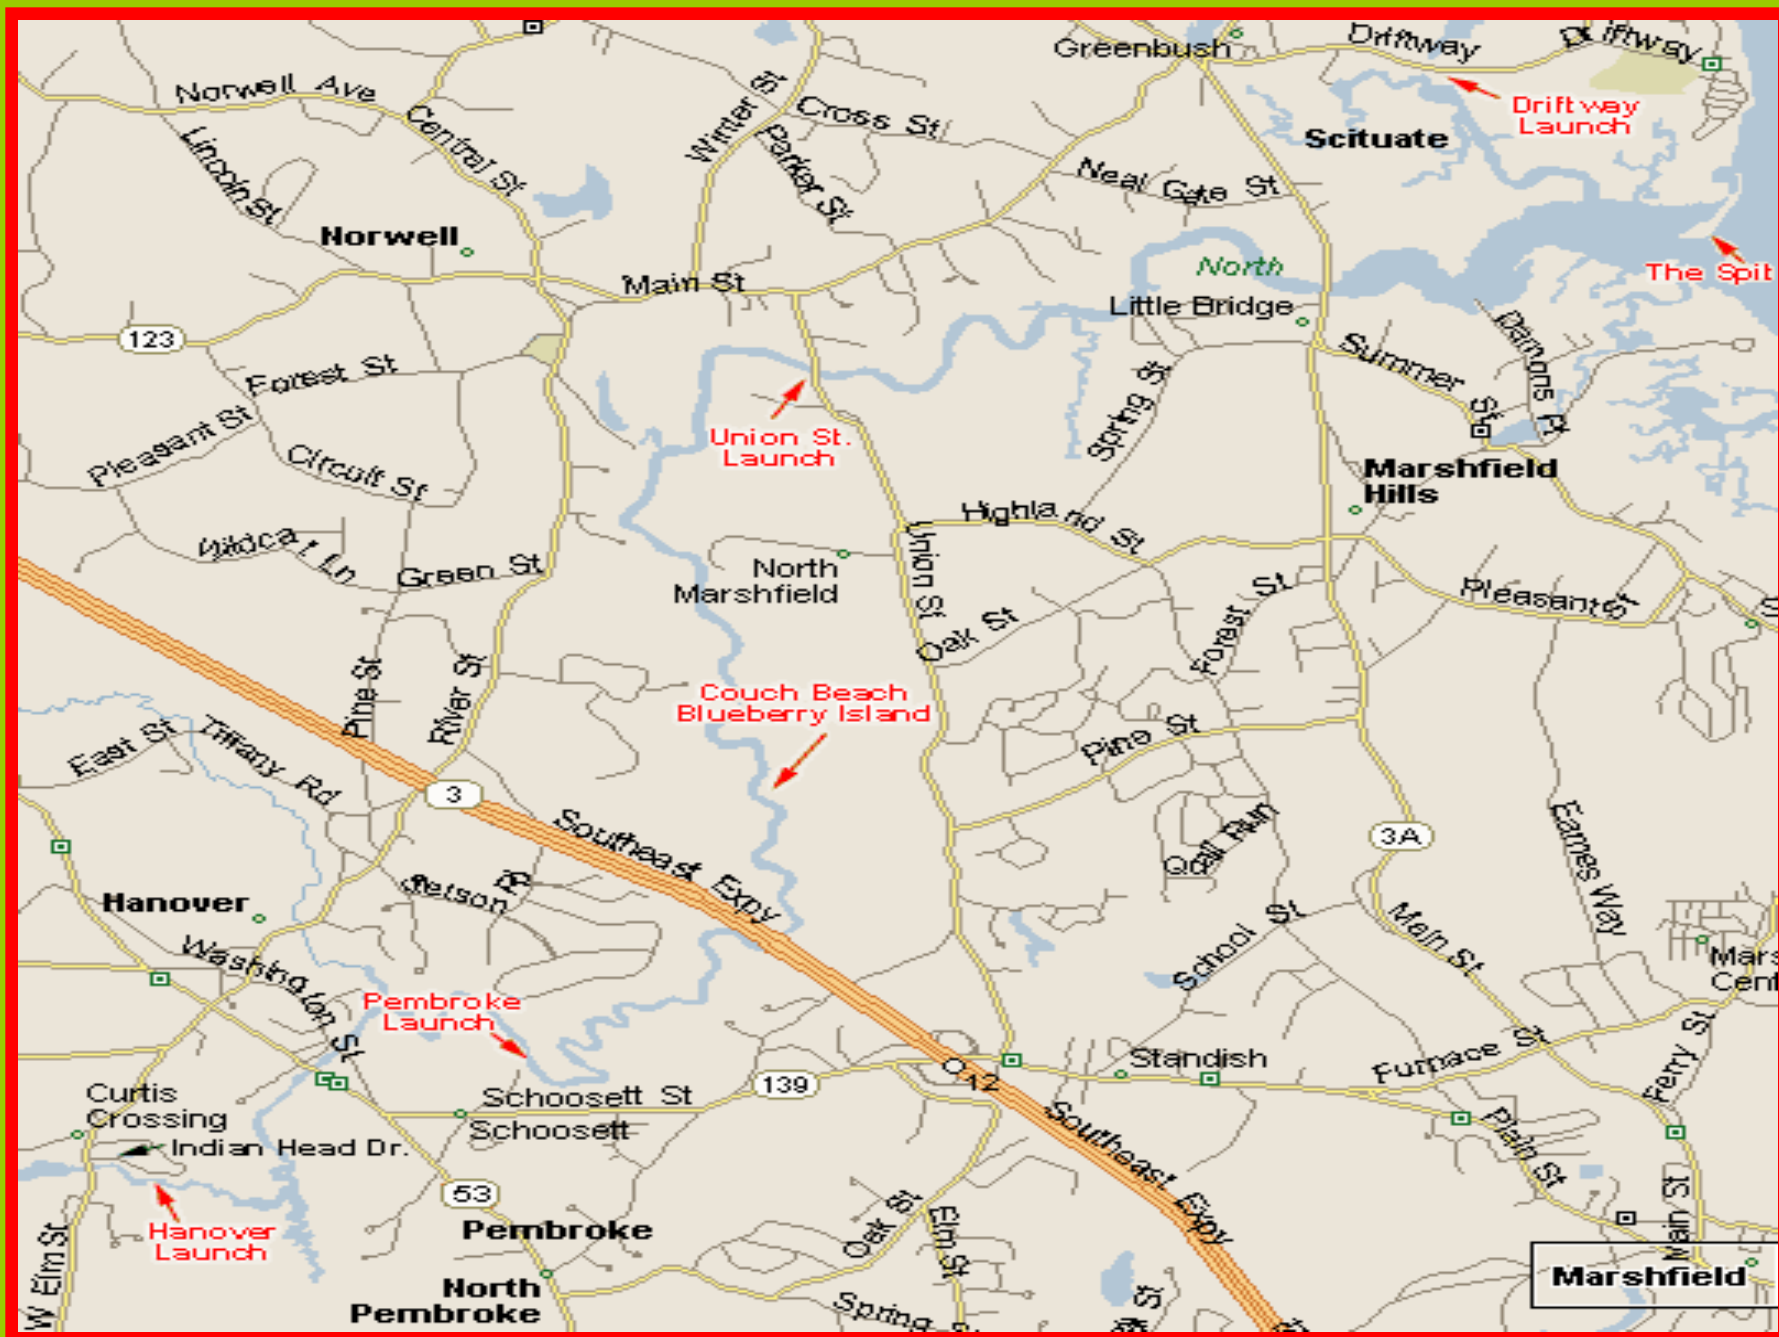 Greenbush
Driftway
Driftway
Driftway
Launch
Scituate
Norwell Ave
Central St
Lincoln St
Winter St
Cross St
Parker St
Neal Gate St
Norwell
Main St
North
The Spit
Little Bridge
123
Forest St
Summer St
Damons Pt
Pleasant St
Spring St
Union St.
Launch
Circuit St
Marshfield
Hills
Highland St
Wildcat Ln
Green St
North
Marshfield
Union St
Oak St
Forest St
Pleasant St
S
Pine St
River St
Couch Beach
Blueberry Island
East St
Tiffany Rd
Pine St
3
Southeast Expy
Quail Run
3A
Eames Way
Stetson Rd
Hanover
Washington St
School St
Main St
Mars
Cent
Pembroke
Launch
Standish
Furnace St
Ferry St
12
139
Curtis
Crossing
Schoosett St
Schoosett
Indian Head Dr.
Southeast Expy
Plain St
53
Hanover
Launch
Pembroke
Oak St
Elm St
Main St
W Elm St
North
Pembroke
Spring St
St
Marshfield